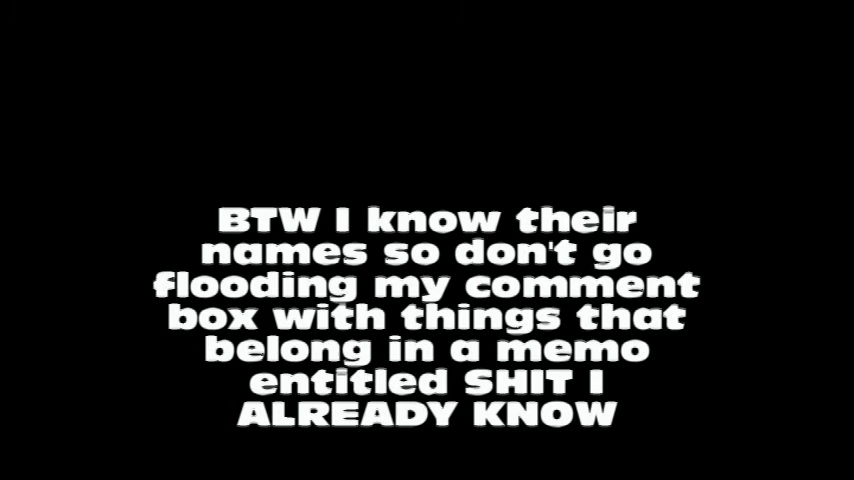 BTW I know their
names so don't go
flooding my comment
box with things that
belong in a memo
entitled SHIT I
ALREADY KNOW